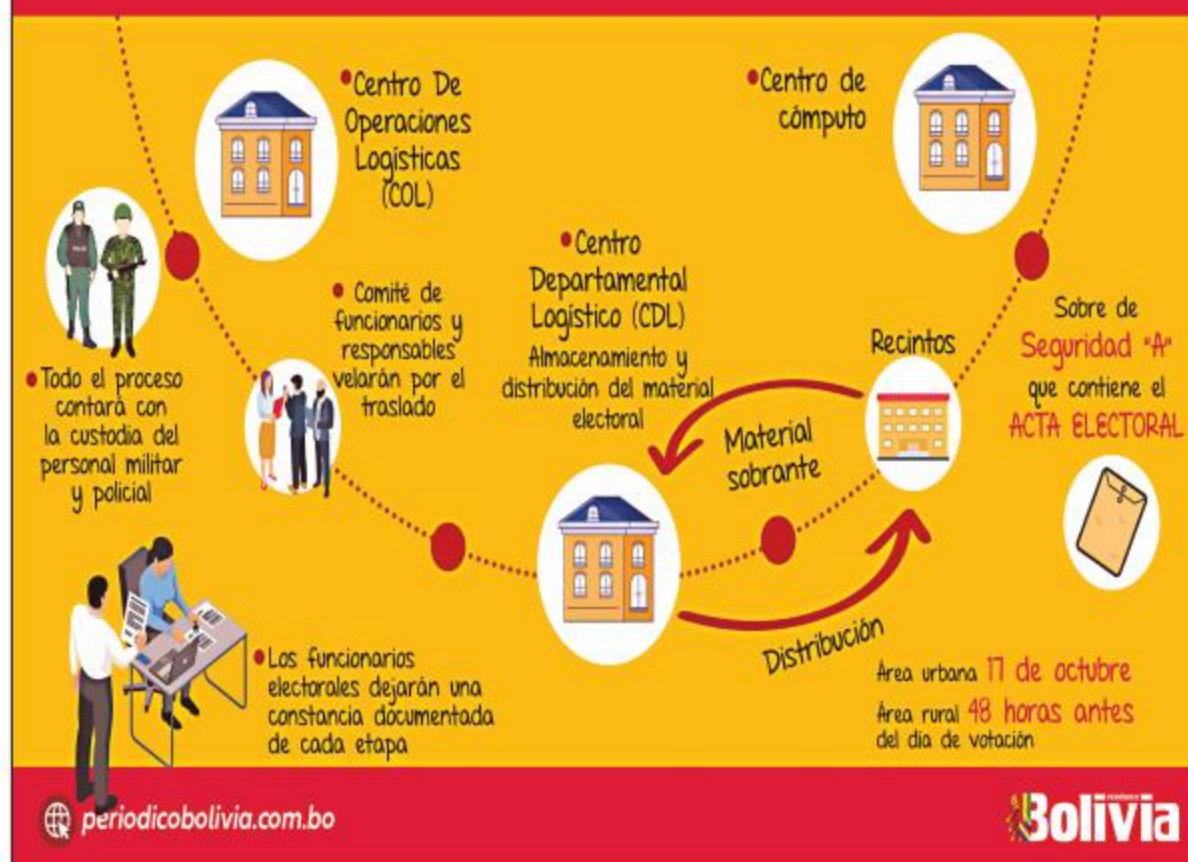 •Centro De
Operaciones
Logísticas
(COL)
•Centro de
cómputo
•Todo el proceso
contará con
la custodia del
personal militar
y policial
• Comité de
funcionarios y
responsables
velarán por el
traslado
•Centro
Departamental
Logístico (CDL)
Almacenamiento y
distribución del material
electoral
Recintos
Sobre de
Seguridad "A"
que contiene el
ACTA ELECTORAL
Material
sobrante
Distribución
•Los funcionarios
electorales dejarán una
constancia documentada
de cada etapa
Area urbana 17 de octubre
Área rural 48 horas antes
del día de votación
periodicobolivia.com.bo
Bolivia